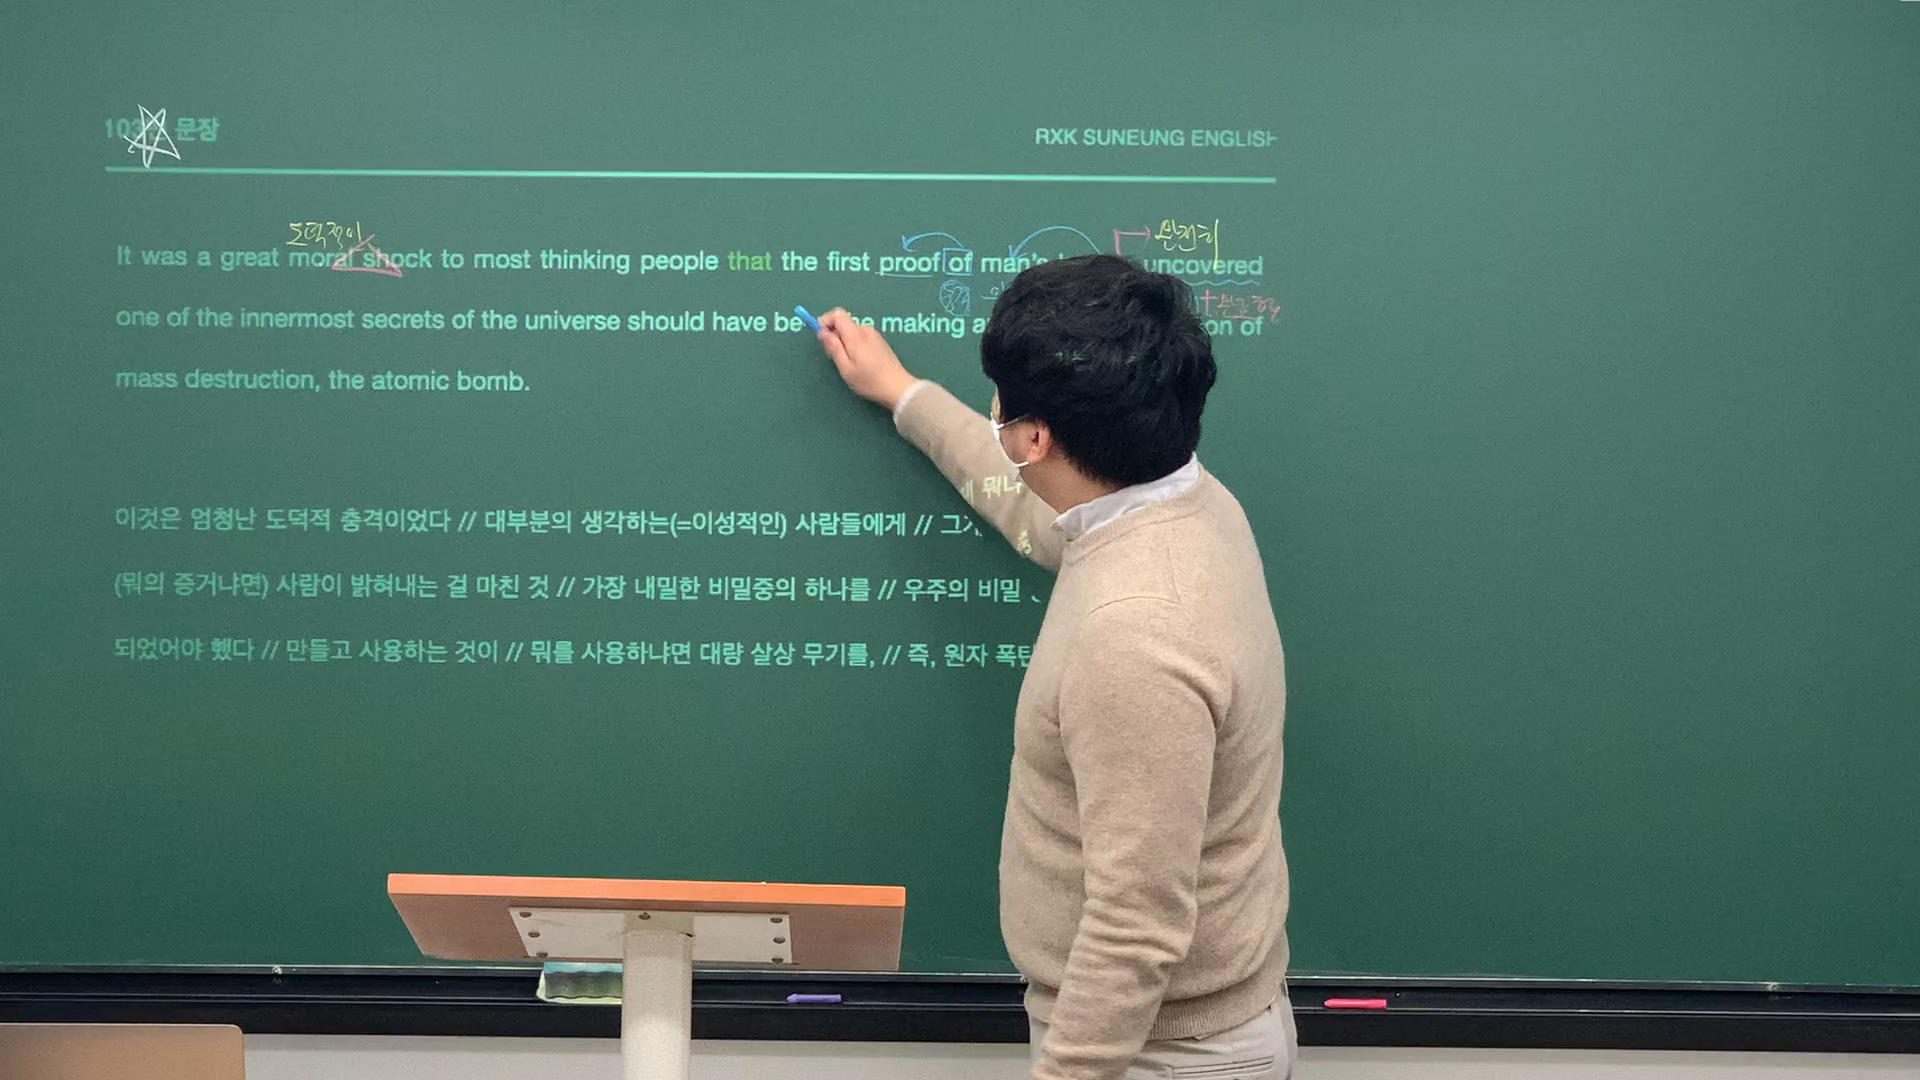 문장
RXK SUNEUNG ENGLISH
도덕적인
완전히
It was a great moral shock to most thinking people that the first proof of man's uncovered
one of the innermost secrets of the universe should have making on of
mass destruction, the atomic bomb.
뭐냐
이것은 엄청난 도덕적 충격이었다 // 대부분의 생각하는(=이성적인) 사람들에게 //
(뭐의 증거냐면) 사람이 밝혀내는 걸 마친 것 // 가장 내밀한 비밀중의 하나를 // 우주의 비밀
되었어야 했다 // 만들고 사용하는 것이 // 뭐를 사용하냐면 대량 살상 무기를, // 즉, 원자